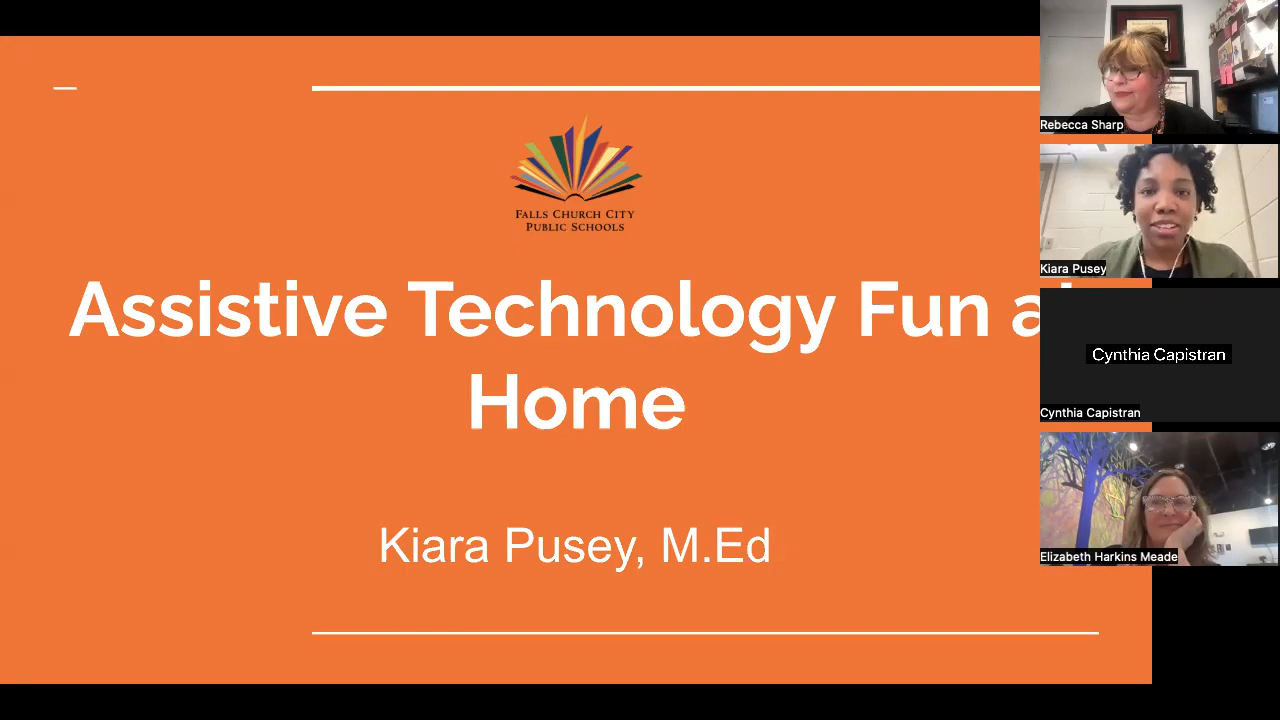 FALLS CHURCH CITY
PUBLIC SCHOOLS
Assistive Technology Fun a
Home
Kiara Pusey, M.Ed
Rebecca Sharp
Kiara Pusey
Cynthia Capistran
Cynthia Capistran
Elizabeth Harkins Meade